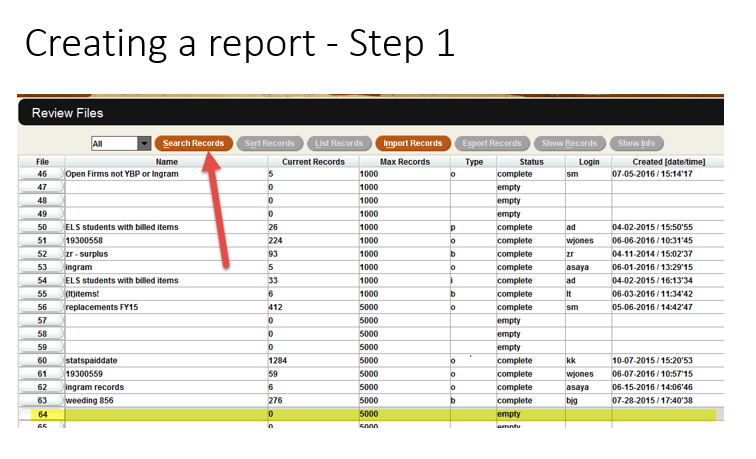 Creating a report - Step 1
Review Files
All Search Records Sort Records List Records Import Records Export Records Show Records Show Info
File Name Current Records Max Records Type Status Login Created [date/time]
46 Open Firms not YBP or Ingram 5 1000 o complete sm 07-05-2016 / 15:14'17
47 0 1000 empty
48 0 1000 empty
49 0 1000 empty
50 ELS students with billed items 26 1000 p complete ad 04-02-2015 / 15:50'55
51 19300558 224 1000 o complete wjones 06-06-2016 / 10:31'45
52 zr - surplus 93 1000 b complete zr 04-11-2014 / 15:02'37
53 ingram 5 1000 o complete asaya 06-01-2016 / 13:29'15
54 ELS students with billed items 33 1000 i complete ad 04-02-2015 / 16:13'34
55 (lt)items! 6 1000 b complete lt 06-03-2016 / 11:34'42
56 replacements FY15 412 5000 o complete sm 05-06-2016 / 14:42'47
57 0 5000 empty
58 0 5000 empty
59 0 5000 empty
60 statspaiddate 1284 5000 o complete kk 10-07-2015 / 15:20'53
61 19300559 59 5000 o complete wjones 06-07-2016 / 10:57'15
62 ingram records 6 5000 o complete asaya 06-15-2016 / 14:06'46
63 weeding 856 276 5000 b complete bjg 07-28-2015 / 17:40'38
64 0 5000 empty
65 0 5000 empty